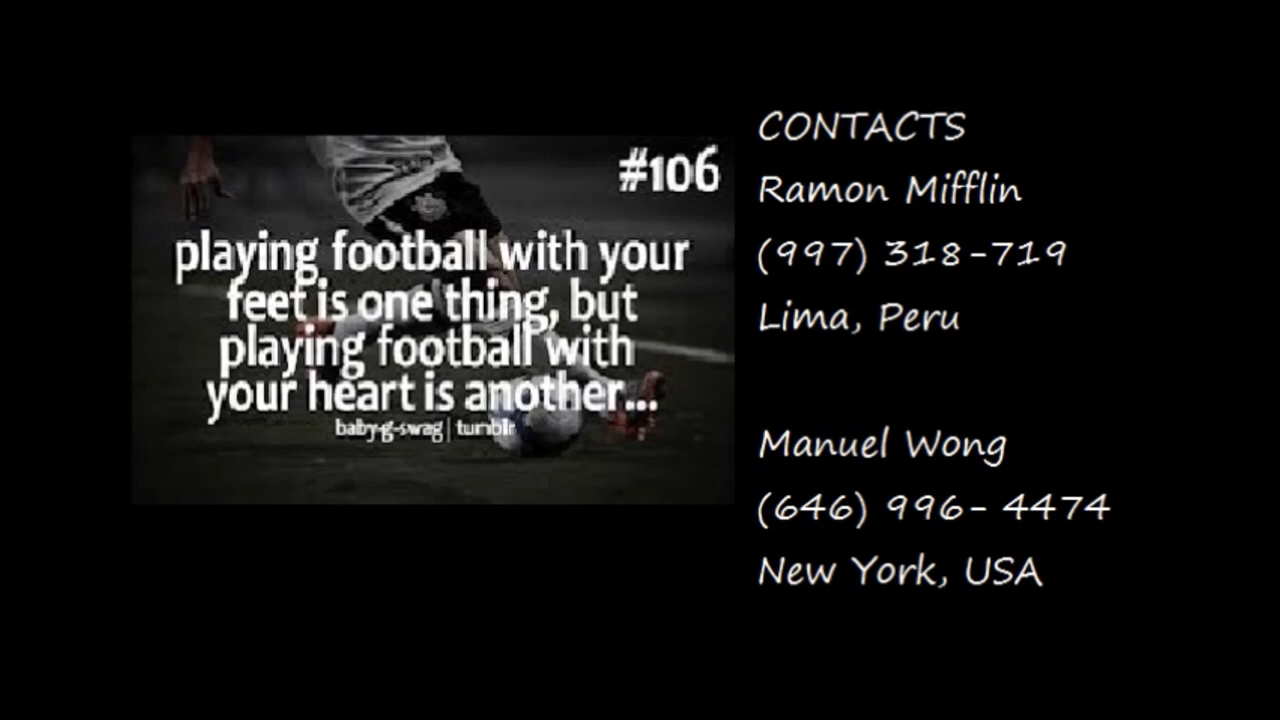 #106
playing football with your
feet is one thing, but
playing football with
your heart is another...
baby-g-swag | tumblr
CONTACTS
Ramon Mifflin
(997) 318-719
Lima, Peru
Manuel Wong
(646) 996- 4474
New York, USA